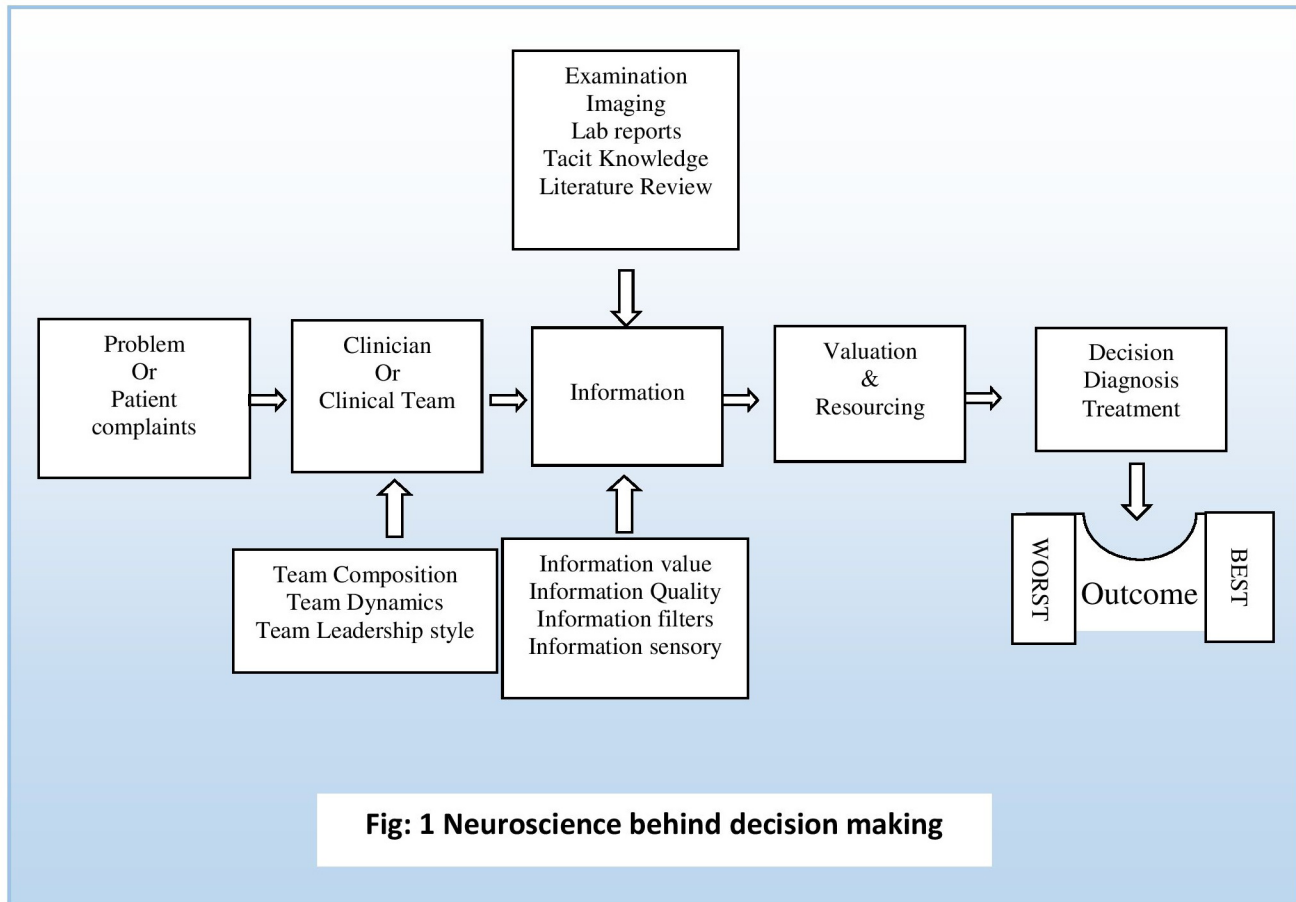 Examination
Imaging
Lab reports
Tacit Knowledge
Literature Review
Problem
Or
Patient
complaints
Clinician
Or
Clinical Team
Information
Valuation
&
Resourcing
Decision
Diagnosis
Treatment
Team Composition
Team Dynamics
Team Leadership style
Information value
Information Quality
Information filters
Information sensory
WORST
Outcome
BEST
Fig: 1 Neuroscience behind decision making